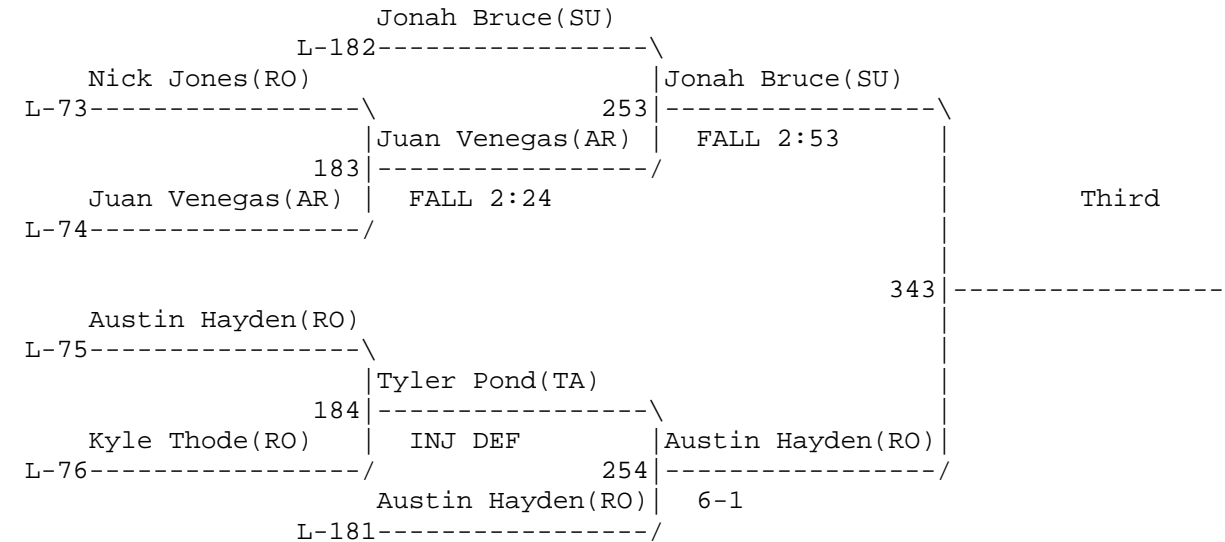 Jonah Bruce(SU)
                 L-182-----------------\
    Nick Jones(RO)                     |Jonah Bruce(SU)
L-73-----------------\              253|-----------------\
                     |Juan Venegas(AR) |  FALL 2:53      |
                  183|-----------------/                 |
    Juan Venegas(AR) |  FALL 2:24                        |       Third
L-74-----------------/                                   |
                                                         |
                                                      343|-----------------
    Austin Hayden(RO)                                    |
L-75-----------------\                                   |
                     |Tyler Pond(TA)                     |
                  184|-----------------\                 |
    Kyle Thode(RO)   |  INJ DEF        |Austin Hayden(RO)|
L-76-----------------/              254|-----------------/
                      Austin Hayden(RO)|  6-1
                 L-181-----------------/